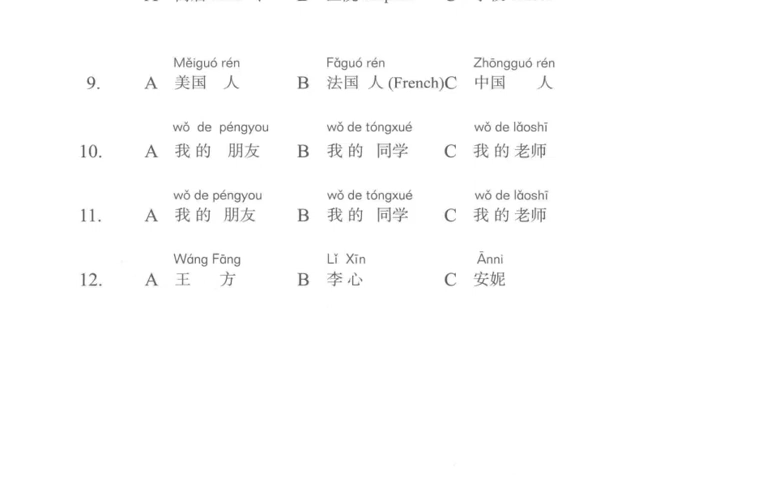 Měiguó rén Fǎguó rén Zhōngguó rén
9. A 美国 人 B 法国 人 (French) C 中国 人
wǒ de péngyou wǒ de tóngxué wǒ de lǎoshī
10. A 我 的 朋友 B 我 的 同学 C 我 的 老师
wǒ de péngyou wǒ de tóngxué wǒ de lǎoshī
11. A 我 的 朋友 B 我 的 同学 C 我 的 老师
Wáng Fāng Lǐ Xīn Ānni
12. A 王 方 B 李 心 C 安妮